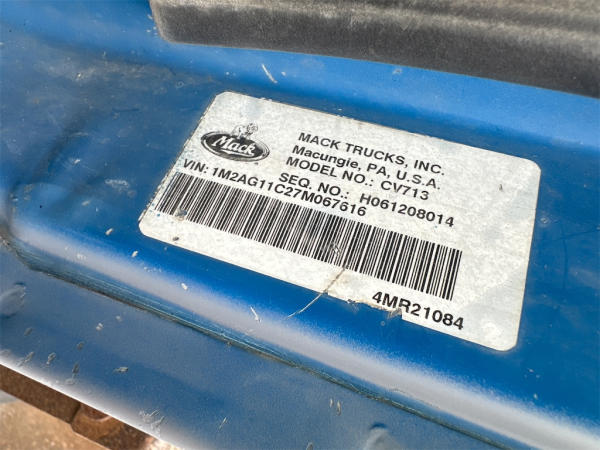 Mack
MACK TRUCKS, INC.
Macungie, PA, U.S.A.
MODEL NO.: CV713
SEQ. NO.: H061208014
VIN: 1M2AG11C27M067616
4MR21084